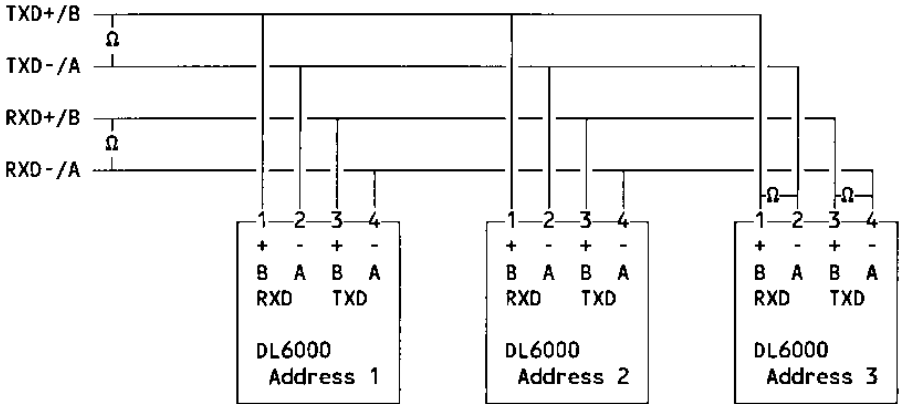 TXD+/B
Ω
TXD-/A
RXD+/B
Ω
RXD-/A
Ω Ω
1 2 3 4 1 2 3 4 1 2 3 4
+ - + - + - + - + - + -
B A B A B A B A B A B A
RXD TXD RXD TXD RXD TXD
DL6000 DL6000 DL6000
Address 1 Address 2 Address 3